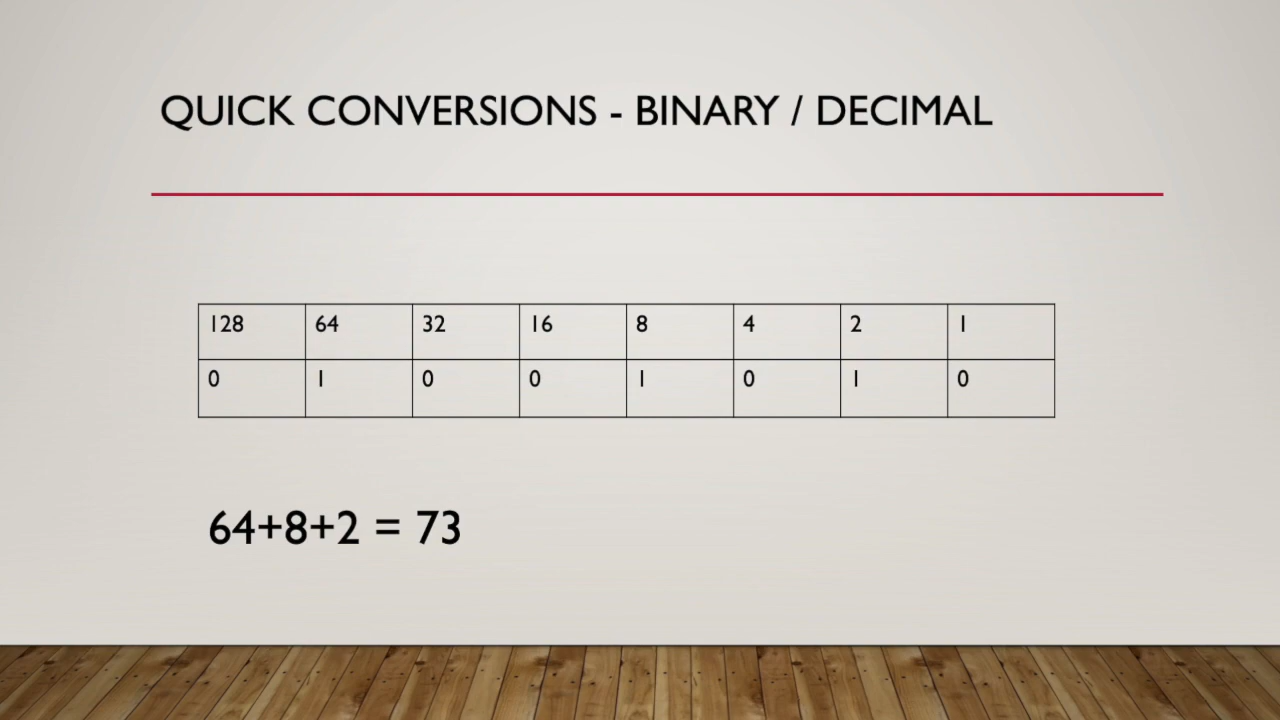 QUICK CONVERSIONS - BINARY / DECIMAL
128 64 32 16 8 4 2 1
0 1 0 0 1 0 1 0
64+8+2 = 73